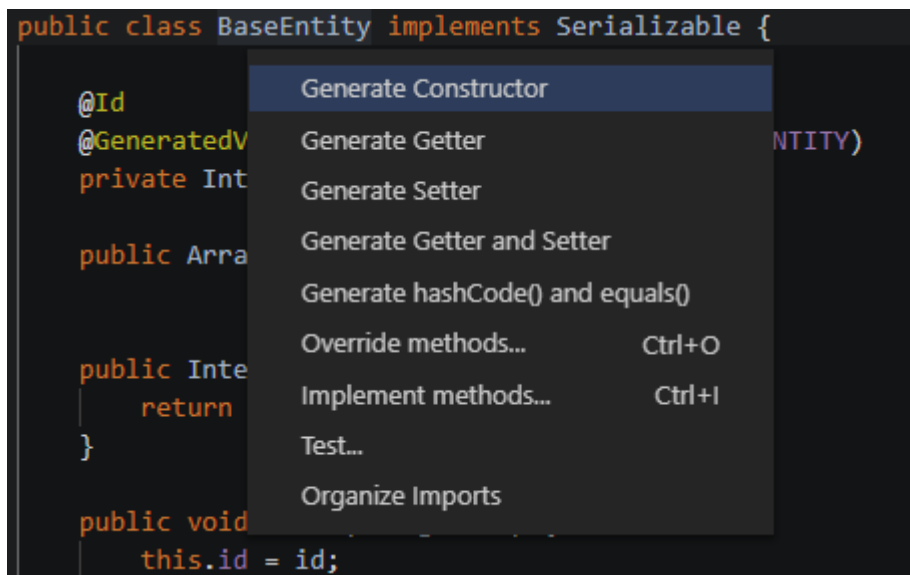 public class BaseEntity implements Serializable {
Generate Constructor
@Id
@GeneratedV
Generate Getter
NTITY)
private Int
Generate Setter
public Arra
Generate Getter and Setter
Generate hashCode() and equals()
Override methods... Ctrl+O
public Inte
Implement methods... Ctrl+I
return
}
Test...
Organize Imports
public void
this.id = id;